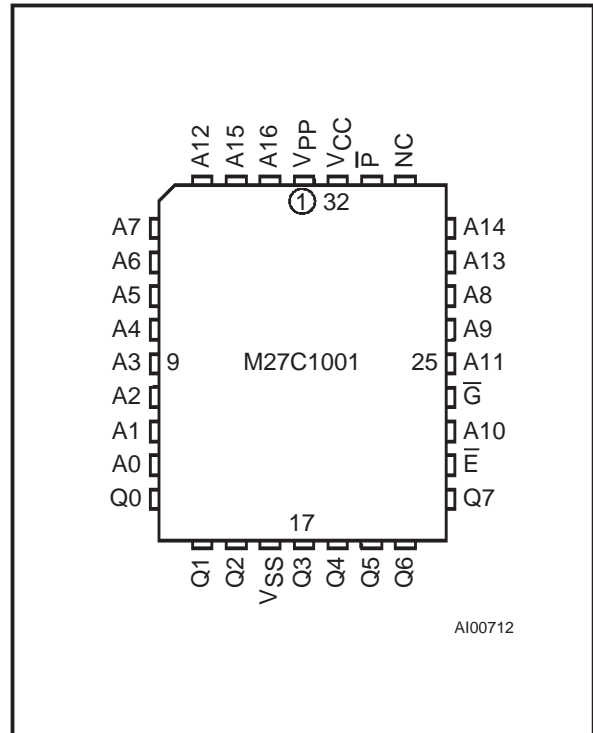 A12 A15 A16 VPP VCC P̅ NC
1 32
A7 A14
A6 A13
A5 A8
A4 A9
A3 9 M27C1001 25 A11
A2 G̅
A1 A10
A0 E̅
Q0 Q7
17
Q1 Q2 VSS Q3 Q4 Q5 Q6
AI00712